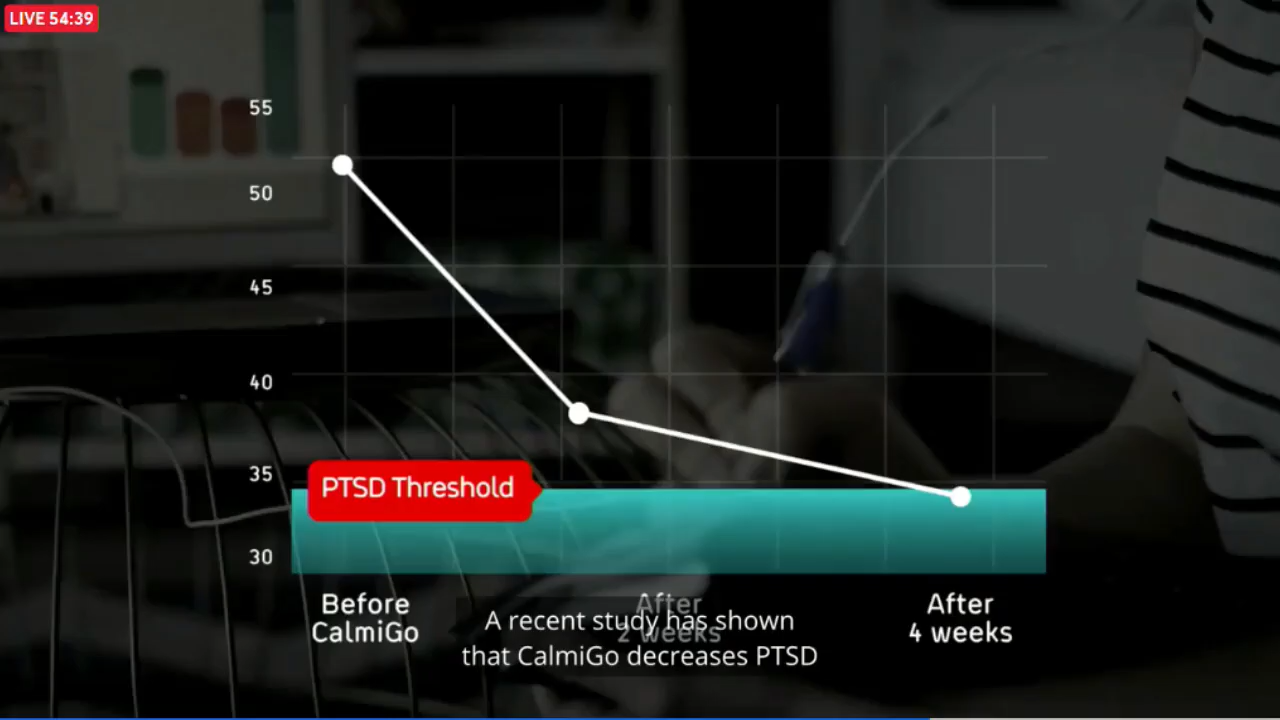 LIVE 54:39
55
50
45
40
35
30
PTSD Threshold
Before
CalmiGo
After
2 weeks
After
4 weeks
A recent study has shown
that CalmiGo decreases PTSD